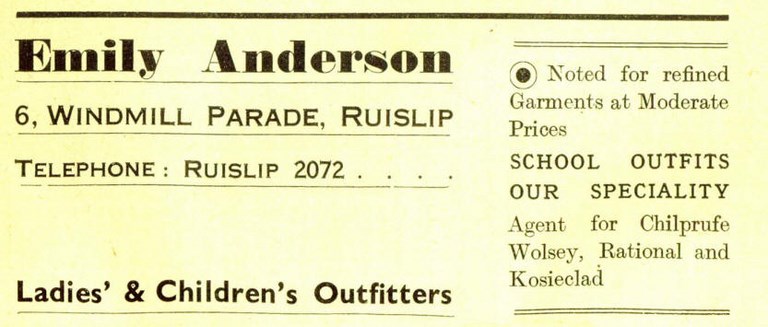 Emily Anderson
6, WINDMILL PARADE, RUISLIP
TELEPHONE: RUISLIP 2072 . . . .
Ladies' & Children's Outfitters
Noted for refined
Garments at Moderate
Prices
SCHOOL OUTFITS
OUR SPECIALITY
Agent for Chilprufe
Wolsey, Rational and
Kosieclad